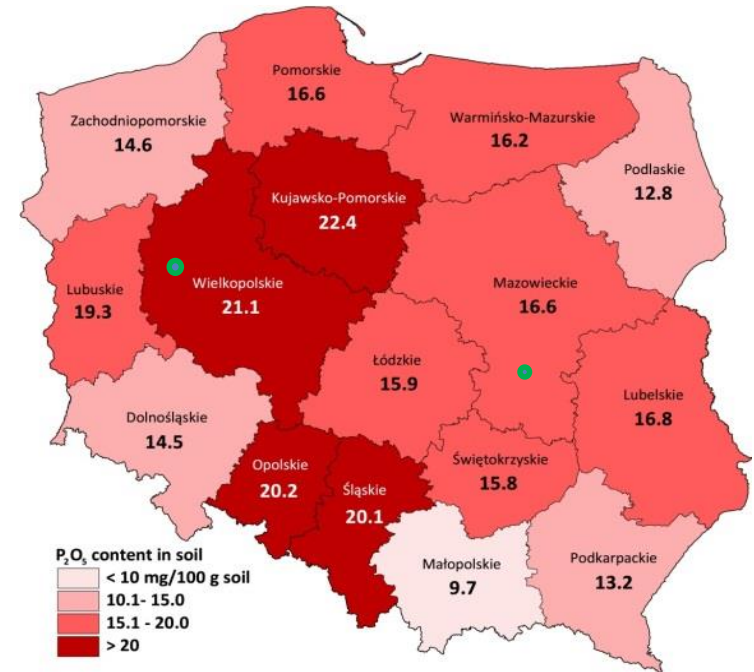 Pomorskie
16.6
Zachodniopomorskie
14.6
Warmińsko-Mazurskie
16.2
Podlaskie
12.8
Kujawsko-Pomorskie
22.4
Lubuskie
19.3
Wielkopolskie
21.1
Mazowieckie
16.6
Łódzkie
15.9
Lubelskie
16.8
Dolnośląskie
14.5
Opolskie
20.2
Śląskie
20.1
Świętokrzyskie
15.8
Małopolskie
9.7
Podkarpackie
13.2
P₂O₅ content in soil
< 10 mg/100 g soil
10.1- 15.0
15.1 - 20.0
> 20